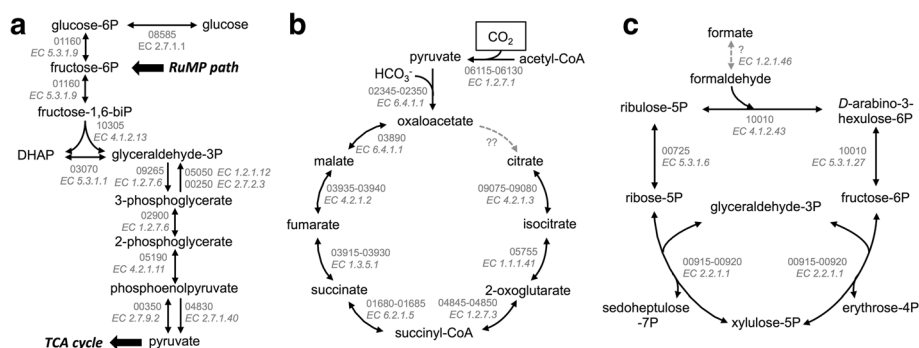 a
glucose-6P
glucose
08585
EC 2.7.1.1
01160
EC 5.3.1.9
fructose-6P
RuMP path
01160
EC 5.3.1.9
fructose-1,6-biP
10305
EC 4.1.2.13
DHAP
glyceraldehyde-3P
03070
EC 5.3.1.1
09265
EC 1.2.7.6
05050 EC 1.2.1.12
00250 EC 2.7.2.3
3-phosphoglycerate
02900
EC 1.2.7.6
2-phosphoglycerate
05190
EC 4.2.1.11
phosphoenolpyruvate
00350
EC 2.7.9.2
04830
EC 2.7.1.40
TCA cycle
pyruvate
b
CO2
pyruvate
acetyl-CoA
06115-06130
EC 1.2.7.1
HCO3-
02345-02350
EC 6.4.1.1
oxaloacetate
??
03890
EC 6.4.1.1
malate
citrate
03935-03940
EC 4.2.1.2
09075-09080
EC 4.2.1.3
fumarate
isocitrate
03915-03930
EC 1.3.5.1
05755
EC 1.1.1.41
succinate
2-oxoglutarate
01680-01685
EC 6.2.1.5
04845-04850
EC 1.2.7.3
succinyl-CoA
c
formate
?
EC 1.2.1.46
formaldehyde
ribulose-5P
D-arabino-3-
hexulose-6P
10010
EC 4.1.2.43
00725
EC 5.3.1.6
10010
EC 5.3.1.27
ribose-5P
glyceraldehyde-3P
fructose-6P
00915-00920
EC 2.2.1.1
00915-00920
EC 2.2.1.1
sedoheptulose
-7P
xylulose-5P
erythrose-4P